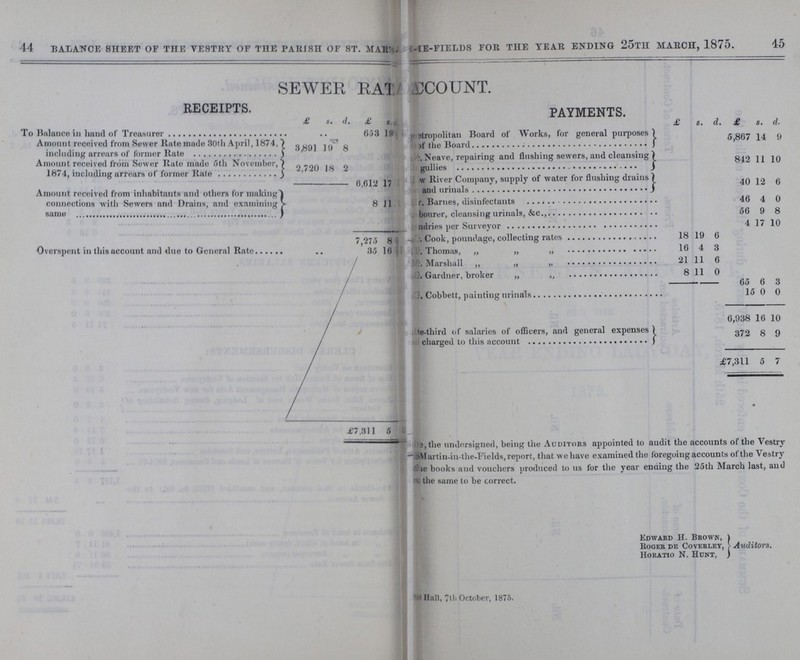 44 BALANCE SHEET OF THE VESTRY OF THE PARISH OF ST. -FIELDS FOR THE YEAR ENDING 25TH MARCH, 1875. 45
SEWER COUNT.
RECEIPTS.
£ s. d. £
To Balance in hand of Treasurer .. 653
Amount received from Sewer Rate made 30th April, 1874, including arrears of former Rate } 3,891 19 8
Amount received from Sewer Rate made 5th November, 1874, including arrears of former Rate } 2,720 18 2
6,612 17
Amount received from inhabitants and others for making connections with Sewers and Drains, and examining same } 8 11
7,275 8
Overspent in this account and due to General Rate .. 35 16
£7,311 5
PAYMENTS.
£ s. d. £ s. d.
tropolitan Board of Works, for general purposes
of the Board } 5,867 14 9
Neave, repairing and flushing sewers, and cleansing
gullies } 842 11 10
w River Company, supply of water for flushing drains
and urinals } 40 12 6
Barnes, disinfectants 46 4 0
bourer, cleansing urinals, &c., 56 9 8
ndries per Surveyor 4 17 10
Cook, poundage, collecting rates 18 19 6
Thomas, „ „ „ 16 4 3
Marshall „ „ „ 21 11 6
Gardner, broker „ „ 8 11 0
65 6 3
Cobbett, painting urinals 15 0 0
6,938 16 10
-third of salaries of officers, and general expenses
charged to this account } 372 8 9
£7,311 5 7
, the undersigned, being the AUDITORS appointed to audit the accounts of the Vestry
Martin-in-the-Fields, report, that we have examined the foregoing accounts of the Vestry
books and vouchers produced to us for the year ending the 25th March last, and
the same to be correct.
EDWARD H. BROWN,
ROGER DE COVERLEY, } Auditors.
HORATIO N. HUNT,
Hall, 7th October, 1875.